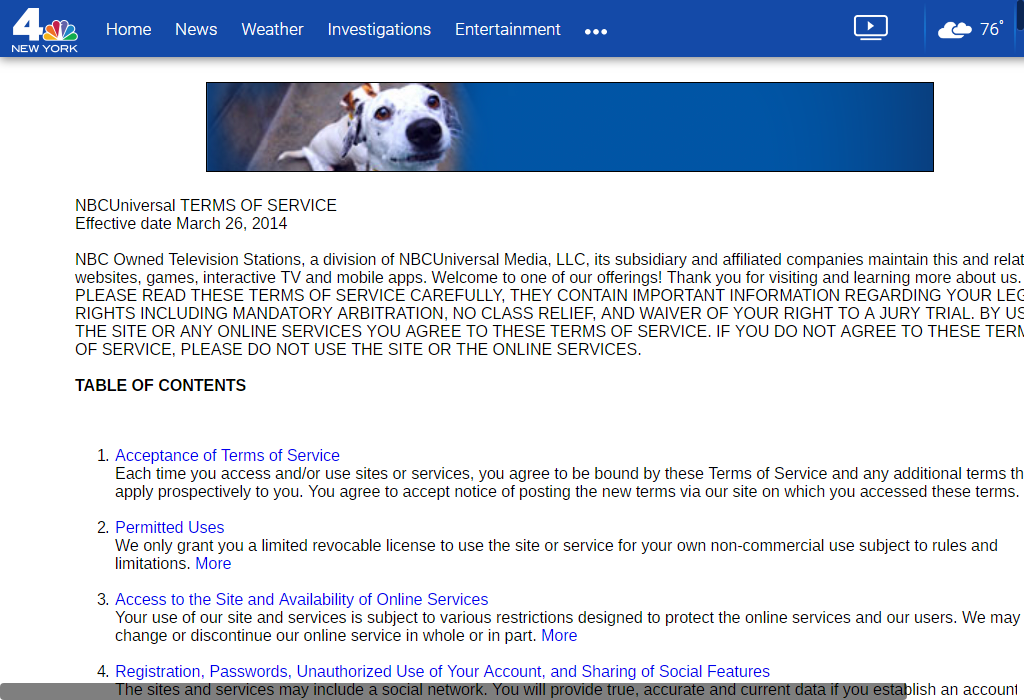 4
NEW YORK
Home News Weather Investigations Entertainment
76°
NBCUniversal TERMS OF SERVICE
Effective date March 26, 2014
NBC Owned Television Stations, a division of NBCUniversal Media, LLC, its subsidiary and affiliated companies maintain this and
websites, games, interactive TV and mobile apps. Welcome to one of our offerings! Thank you for visiting and learning more about us.
PLEASE READ THESE TERMS OF SERVICE CAREFULLY, THEY CONTAIN IMPORTANT INFORMATION REGARDING YOUR
RIGHTS INCLUDING MANDATORY ARBITRATION, NO CLASS RELIEF, AND WAIVER OF YOUR RIGHT TO A JURY TRIAL. BY
THE SITE OR ANY ONLINE SERVICES YOU AGREE TO THESE TERMS OF SERVICE. IF YOU DO NOT AGREE TO THESE
OF SERVICE, PLEASE DO NOT USE THE SITE OR THE ONLINE SERVICES.
TABLE OF CONTENTS
1. Acceptance of Terms of Service
Each time you access and/or use sites or services, you agree to be bound by these Terms of Service and any additional terms
apply prospectively to you. You agree to accept notice of posting the new terms via our site on which you accessed these terms.
2. Permitted Uses
We only grant you a limited revocable license to use the site or service for your own non-commercial use subject to rules and
limitations. More
3. Access to the Site and Availability of Online Services
Your use of our site and services is subject to various restrictions designed to protect the online services and our users. We may
change or discontinue our online service in whole or in part. More
4. Registration, Passwords, Unauthorized Use of Your Account, and Sharing of Social Features
The sites and services may include a social network. You will provide true, accurate and current data if you establish an account